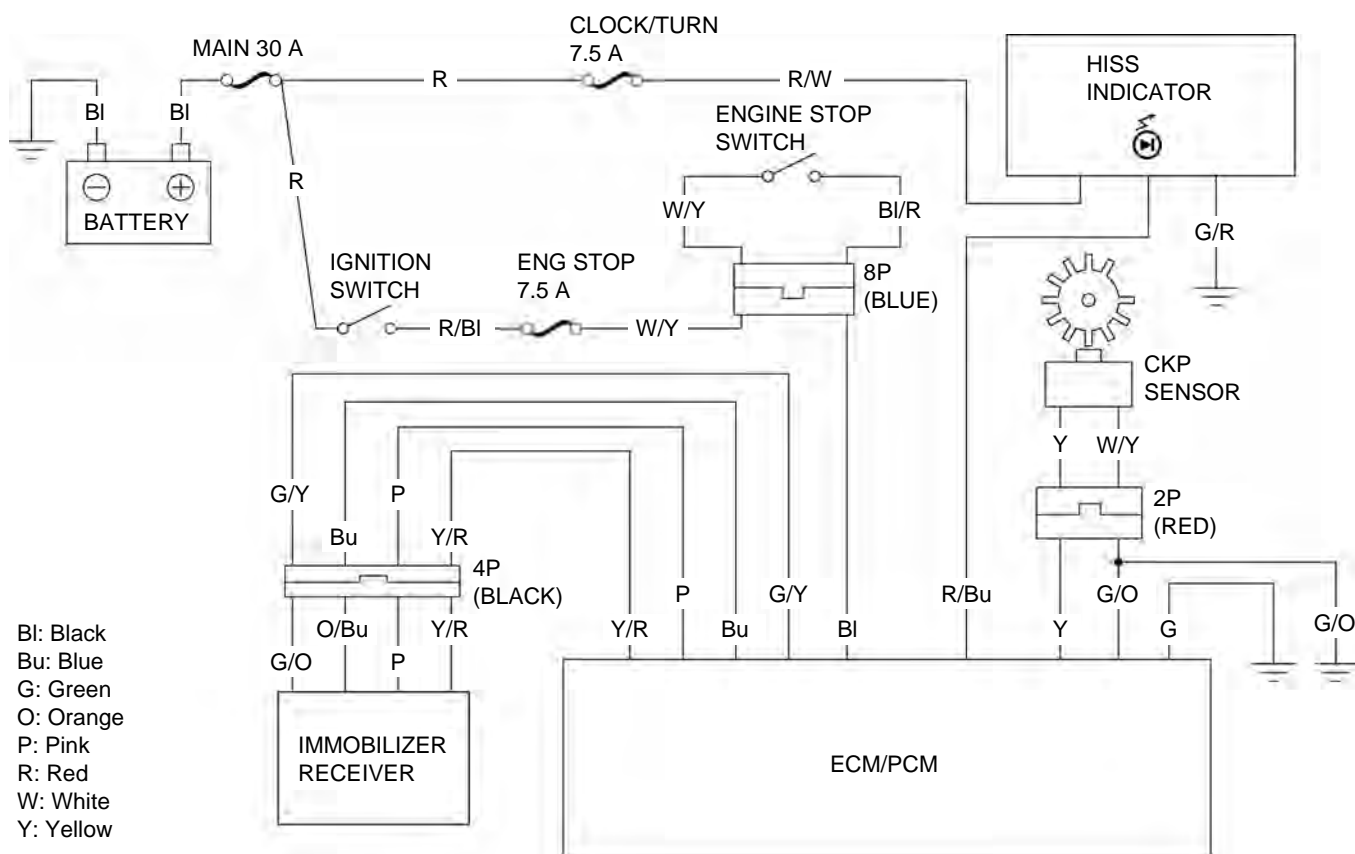 CLOCK/TURN
7.5 A
MAIN 30 A
HISS
INDICATOR
R
R/W
ENGINE STOP
SWITCH
Bl
Bl
R
BATTERY
W/Y
Bl/R
G/R
IGNITION
SWITCH
ENG STOP
7.5 A
8P
(BLUE)
R/Bl
W/Y
CKP
SENSOR
Y
W/Y
G/Y
P
2P
(RED)
Bu
Y/R
4P
(BLACK)
P
G/Y
R/Bu
G/O
O/Bu
Y/R
Y/R
Bu
Bl
Y
G
G/O
G/O
P
Bl: Black
Bu: Blue
G: Green
O: Orange
P: Pink
R: Red
W: White
Y: Yellow
IMMOBILIZER
RECEIVER
ECM/PCM